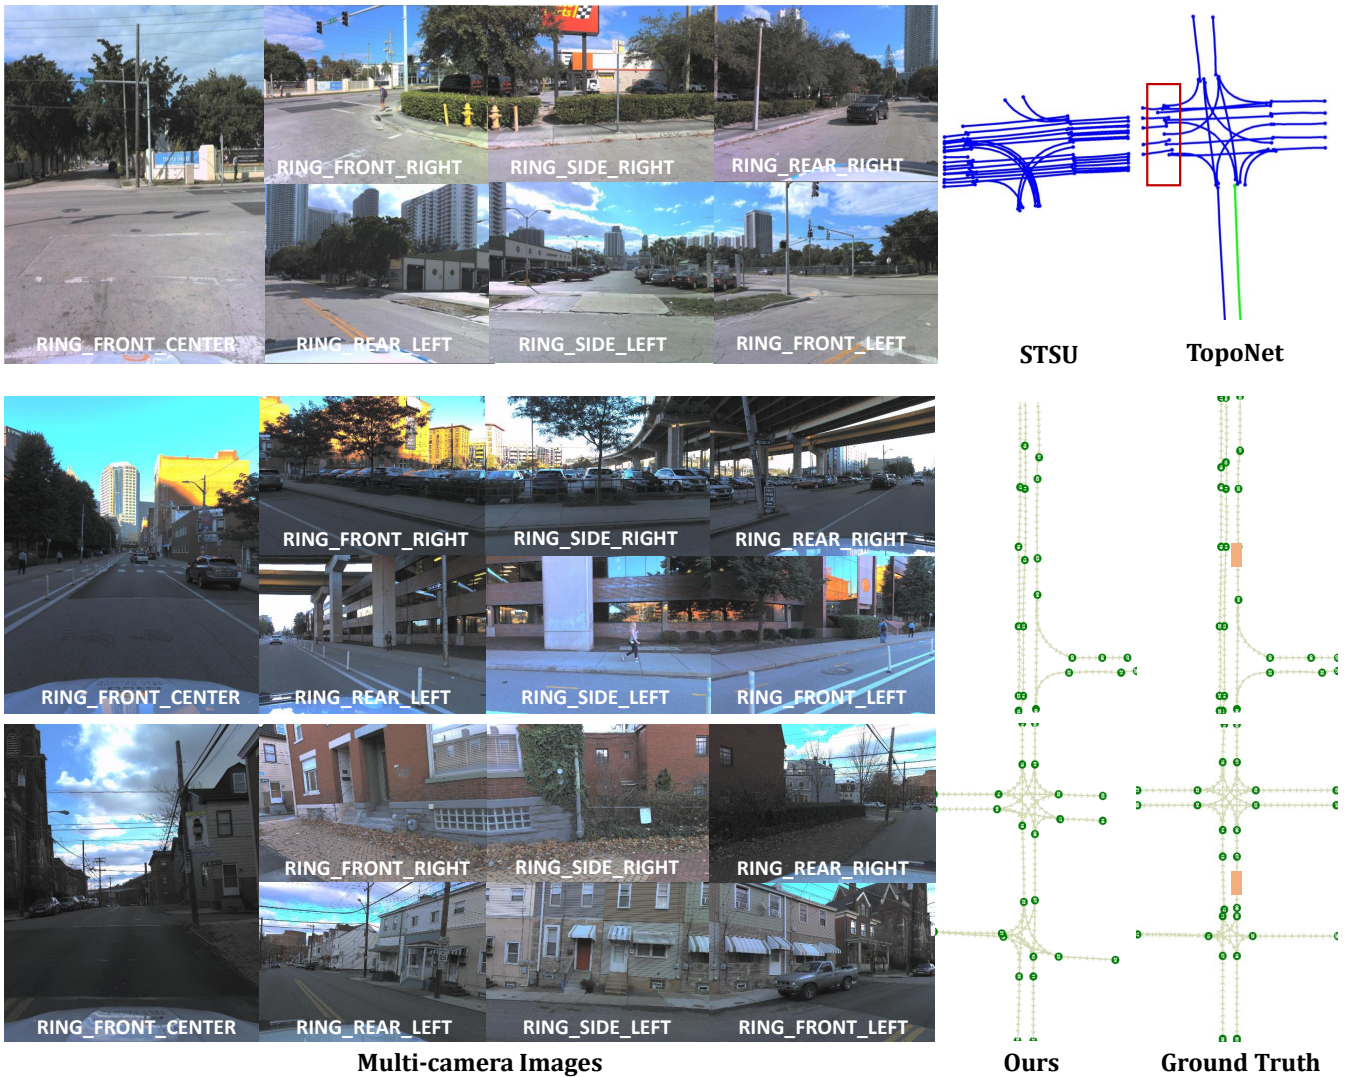 RING_FRONT_CENTER
RING_FRONT_RIGHT
RING_SIDE_RIGHT
RING_REAR_RIGHT
RING_REAR_LEFT
RING_SIDE_LEFT
RING_FRONT_LEFT
STSU
TopoNet
RING_FRONT_CENTER
RING_FRONT_RIGHT
RING_SIDE_RIGHT
RING_REAR_RIGHT
RING_REAR_LEFT
RING_SIDE_LEFT
RING_FRONT_LEFT
RING_FRONT_CENTER
RING_FRONT_RIGHT
RING_SIDE_RIGHT
RING_REAR_RIGHT
RING_REAR_LEFT
RING_SIDE_LEFT
RING_FRONT_LEFT
Multi-camera Images
Ours
Ground Truth